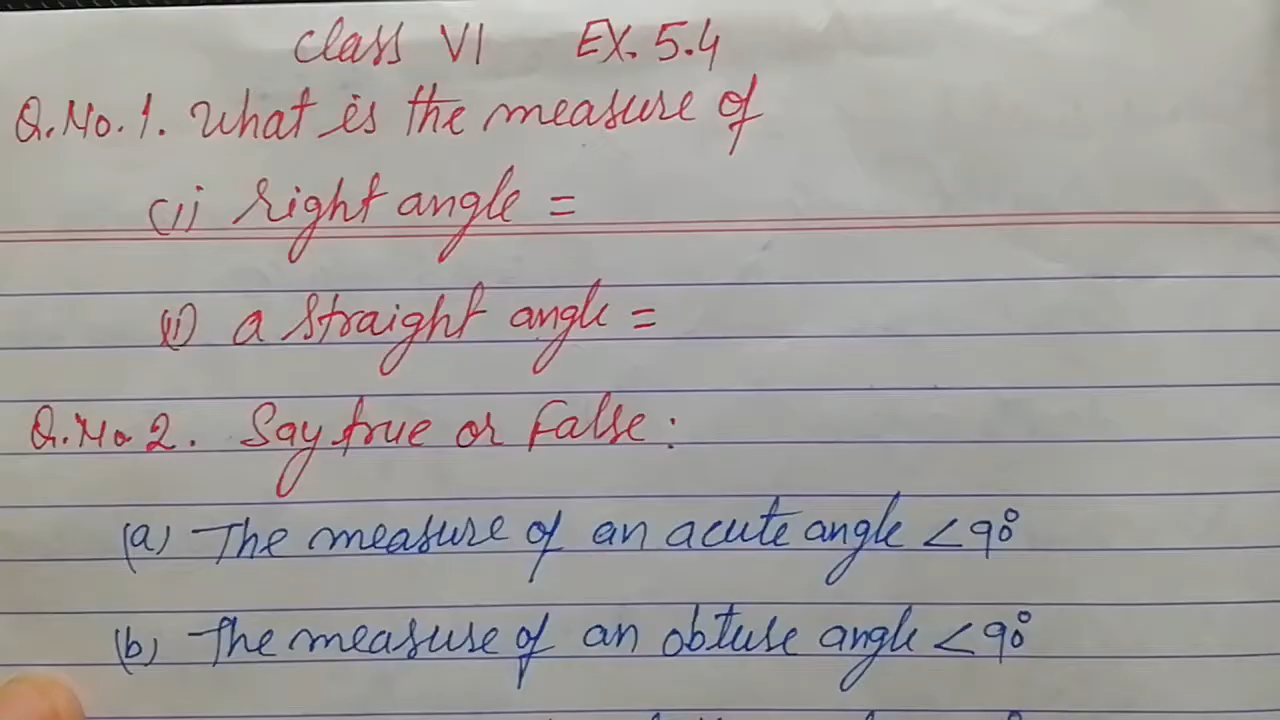 Class VI EX. 5.4
Q.No.1. What is the measure of
(i) right angle =
(ii) a straight angle =
Q.No 2. Say true or False:
(a) The measure of an acute angle < 90°
(b) The measure of an obtuse angle < 90°